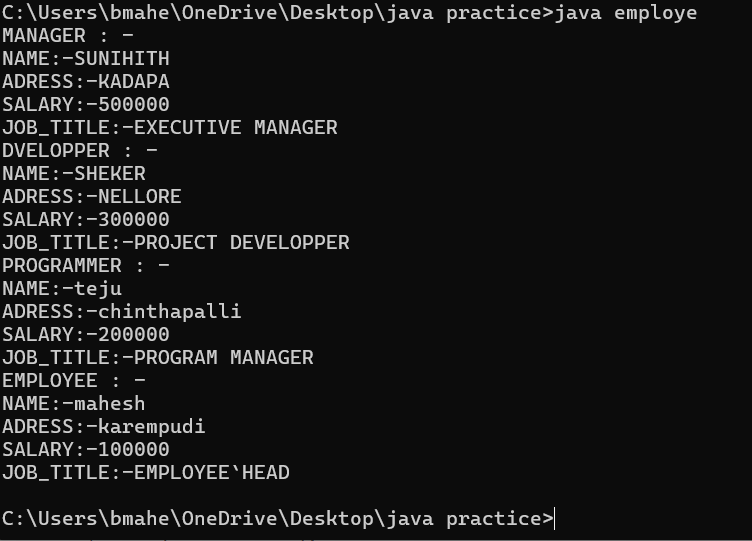 C:\Users\bmahe\OneDrive\Desktop\java practice>java employe
MANAGER : -
NAME:-SUNIHITH
ADRESS:-KADAPA
SALARY:-500000
JOB_TITLE:-EXECUTIVE MANAGER
DVELOPPER : -
NAME:-SHEKER
ADRESS:-NELLORE
SALARY:-300000
JOB_TITLE:-PROJECT DEVELOPPER
PROGRAMMER : -
NAME:-teju
ADRESS:-chinthapalli
SALARY:-200000
JOB_TITLE:-PROGRAM MANAGER
EMPLOYEE : -
NAME:-mahesh
ADRESS:-karempudi
SALARY:-100000
JOB_TITLE:-EMPLOYEE`HEAD
C:\Users\bmahe\OneDrive\Desktop\java practice>